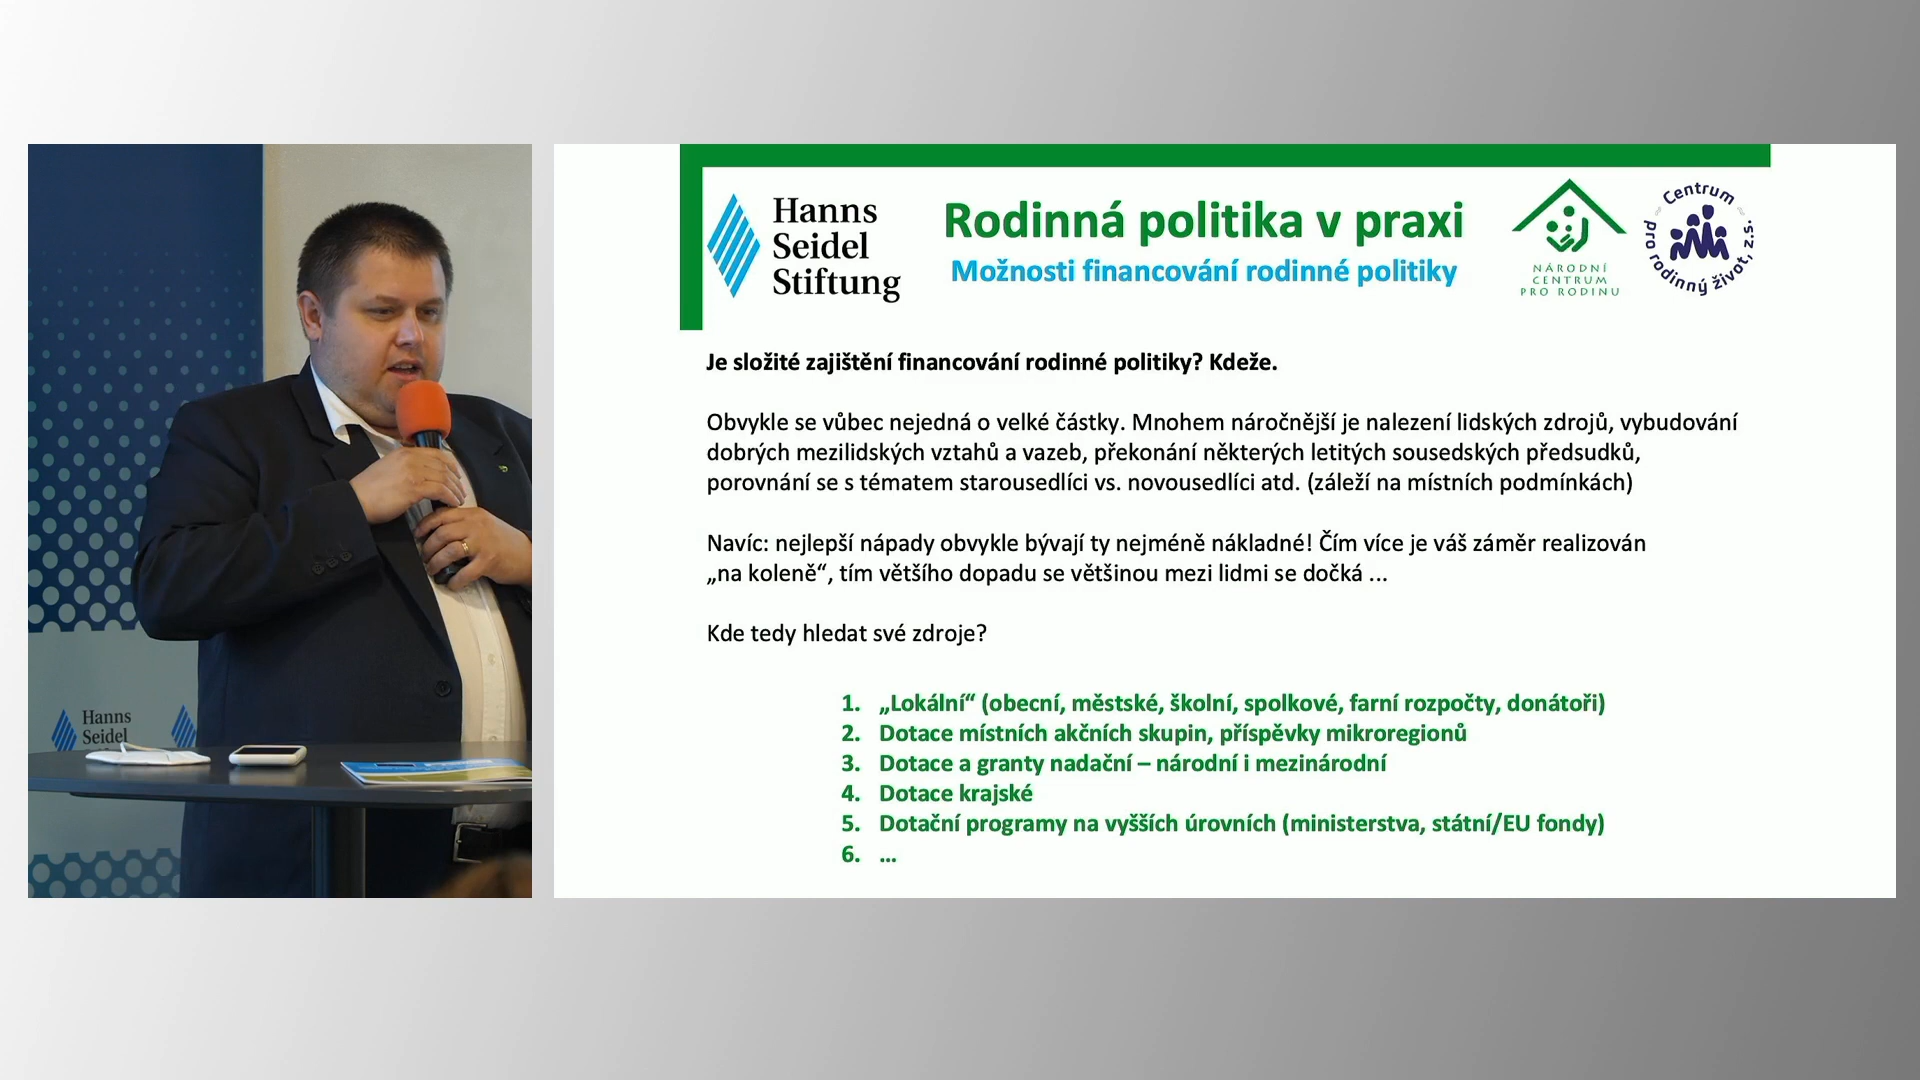 Hanns
Seidel
Stiftung
Rodinná politika v praxi
Možnosti financování rodinné politiky
NÁRODNÍ
CENTRUM
PRO RODINU
Centrum
pro rodinný život, z.s.
Je složité zajištění financování rodinné politiky? Kdeže.
Obvykle se vůbec nejedná o velké částky. Mnohem náročnější je nalezení lidských zdrojů, vybudování
dobrých mezilidských vztahů a vazeb, překonání některých letitých sousedských předsudků,
porovnání se s tématem starousedlíci vs. novousedlíci atd. (záleží na místních podmínkách)
Navíc: nejlepší nápady obvykle bývají ty nejméně nákladné! Čím více je váš záměr realizován
„na koleně“, tím většího dopadu se většinou mezi lidmi se dočká ...
Kde tedy hledat své zdroje?
1. „Lokální“ (obecní, městské, školní, spolkové, farní rozpočty, donátoři)
2. Dotace místních akčních skupin, příspěvky mikroregionů
3. Dotace a granty nadační – národní i mezinárodní
4. Dotace krajské
5. Dotační programy na vyšších úrovních (ministerstva, státní/EU fondy)
6. ...
Hanns
Seidel